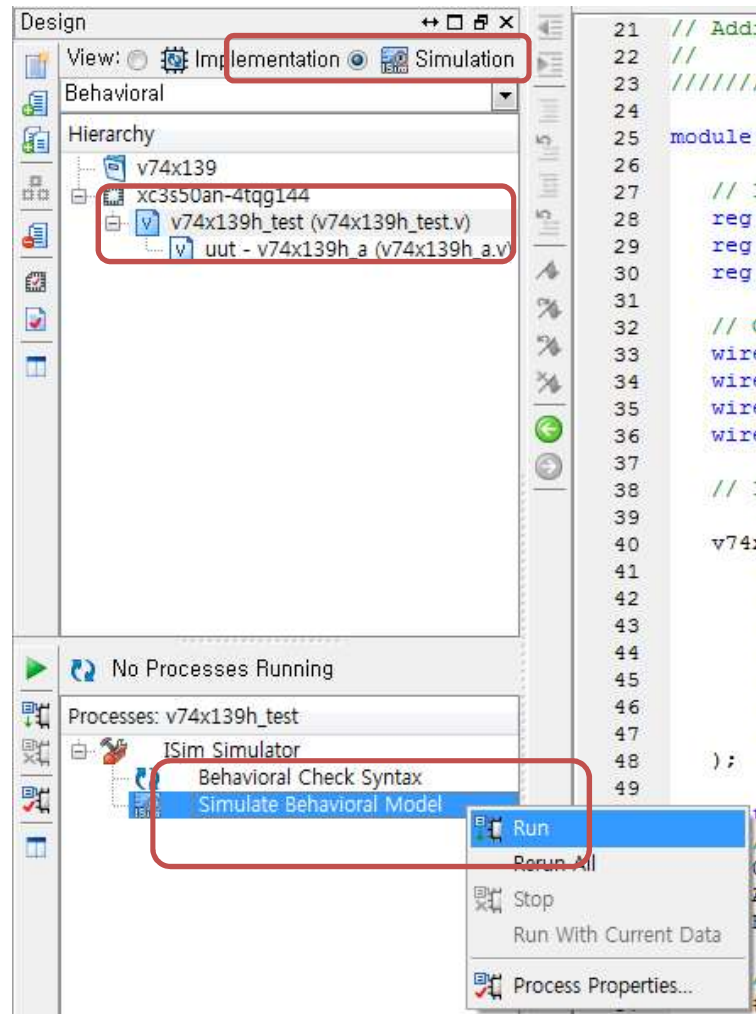 Design
View: Implementation Simulation
Behavioral
Hierarchy
v74x139
xc3s50an-4tqg144
v74x139h_test (v74x139h_test.v)
uut - v74x139h_a (v74x139h_a.v)
No Processes Running
Processes: v74x139h_test
ISim Simulator
Behavioral Check Syntax
Simulate Behavioral Model
Run
Rerun All
Stop
Run With Current Data
Process Properties...
21 // Addi
22 //
23 ///////
24
25 module
26
27 //
28 reg
29 reg
30 reg
31
32 //
33 wire
34 wire
35 wire
36 wire
37
38 //
39
40 v74x
41
42
43
44
45
46
47
48 );
49